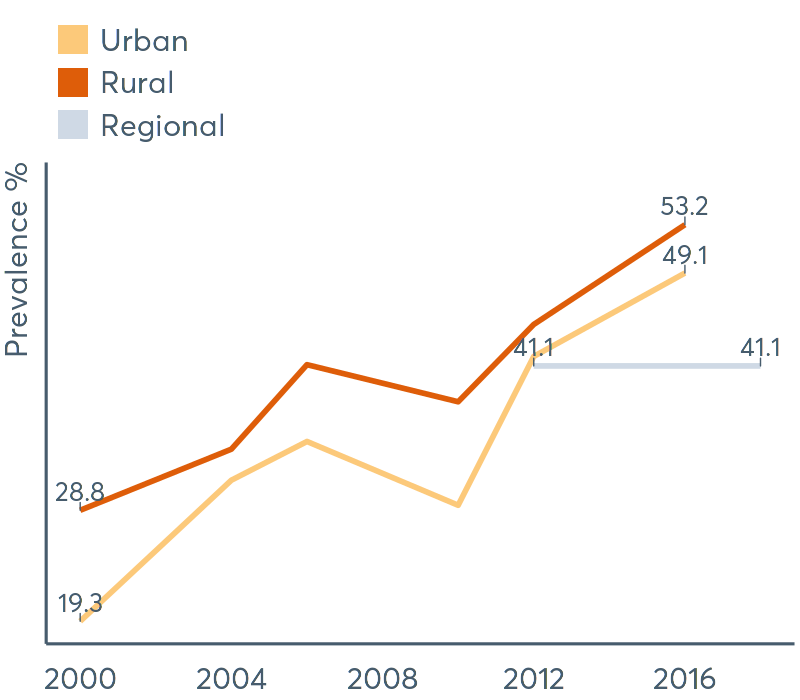 Urban
Rural
Regional
Prevalence %
53.2
49.1
41.1
41.1
28.8
19.3
2000
2004
2008
2012
2016